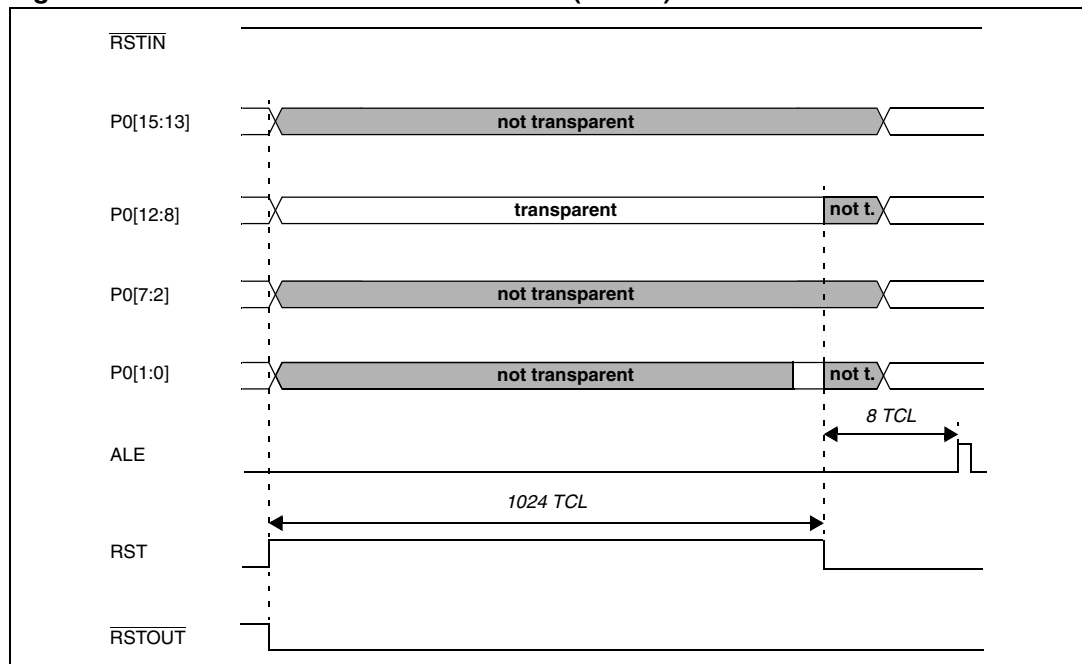 RSTIN
P0[15:13] not transparent
P0[12:8] transparent not t.
P0[7:2] not transparent
P0[1:0] not transparent not t.
8 TCL
ALE
1024 TCL
RST
RSTOUT